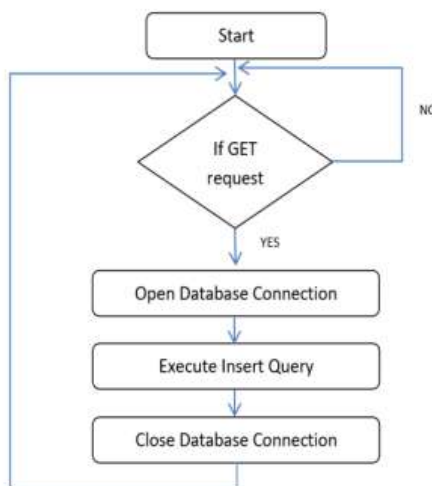 Start
If GET
request
NO
YES
Open Database Connection
Execute Insert Query
Close Database Connection